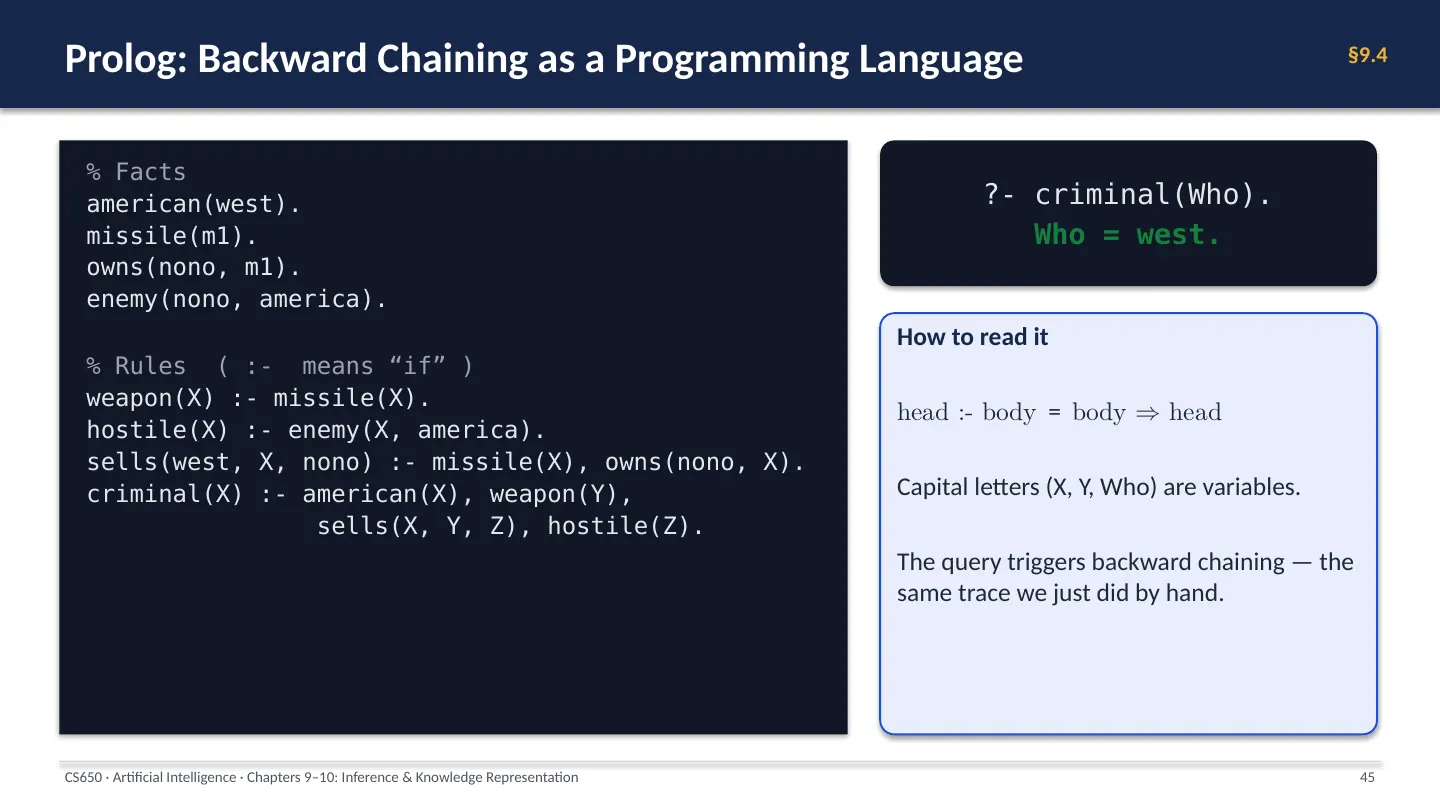 Prolog: Backward Chaining as a Programming Language
§9.4
% Facts
american(west).
missile(m1).
owns(nono, m1).
enemy(nono, america).
% Rules  ( :-  means “if” )
weapon(X) :- missile(X).
hostile(X) :- enemy(X, america).
sells(west, X, nono) :- missile(X), owns(nono, X).
criminal(X) :- american(X), weapon(Y),
                sells(X, Y, Z), hostile(Z).
?- criminal(Who).
Who = west.
How to read it
head :- body = body ⇒ head
Capital letters (X, Y, Who) are variables.
The query triggers backward chaining — the
same trace we just did by hand.
CS650 · Artificial Intelligence · Chapters 9–10: Inference & Knowledge Representation
45